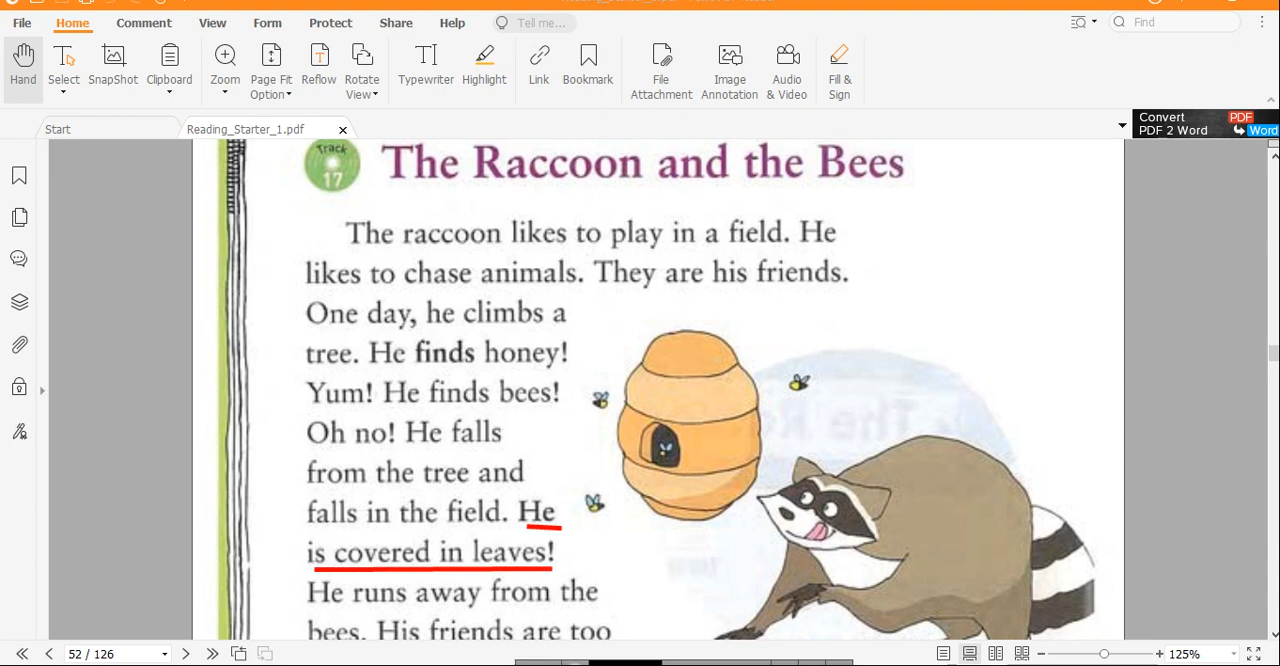 File Home Comment View Form Protect Share Help Tell me... Find
Hand Select SnapShot Clipboard Zoom Page Fit Option Reflow Rotate View Typewriter Highlight Link Bookmark File Attachment Image Annotation Audio & Video Fill & Sign
Start Reading_Starter_1.pdf
Convert PDF
PDF 2 Word Word
Track
17
The Raccoon and the Bees
The raccoon likes to play in a field. He
likes to chase animals. They are his friends.
One day, he climbs a
tree. He finds honey!
Yum! He finds bees!
Oh no! He falls
from the tree and
falls in the field. He
is covered in leaves!
He runs away from the
bees. His friends are too
52 / 126 125%